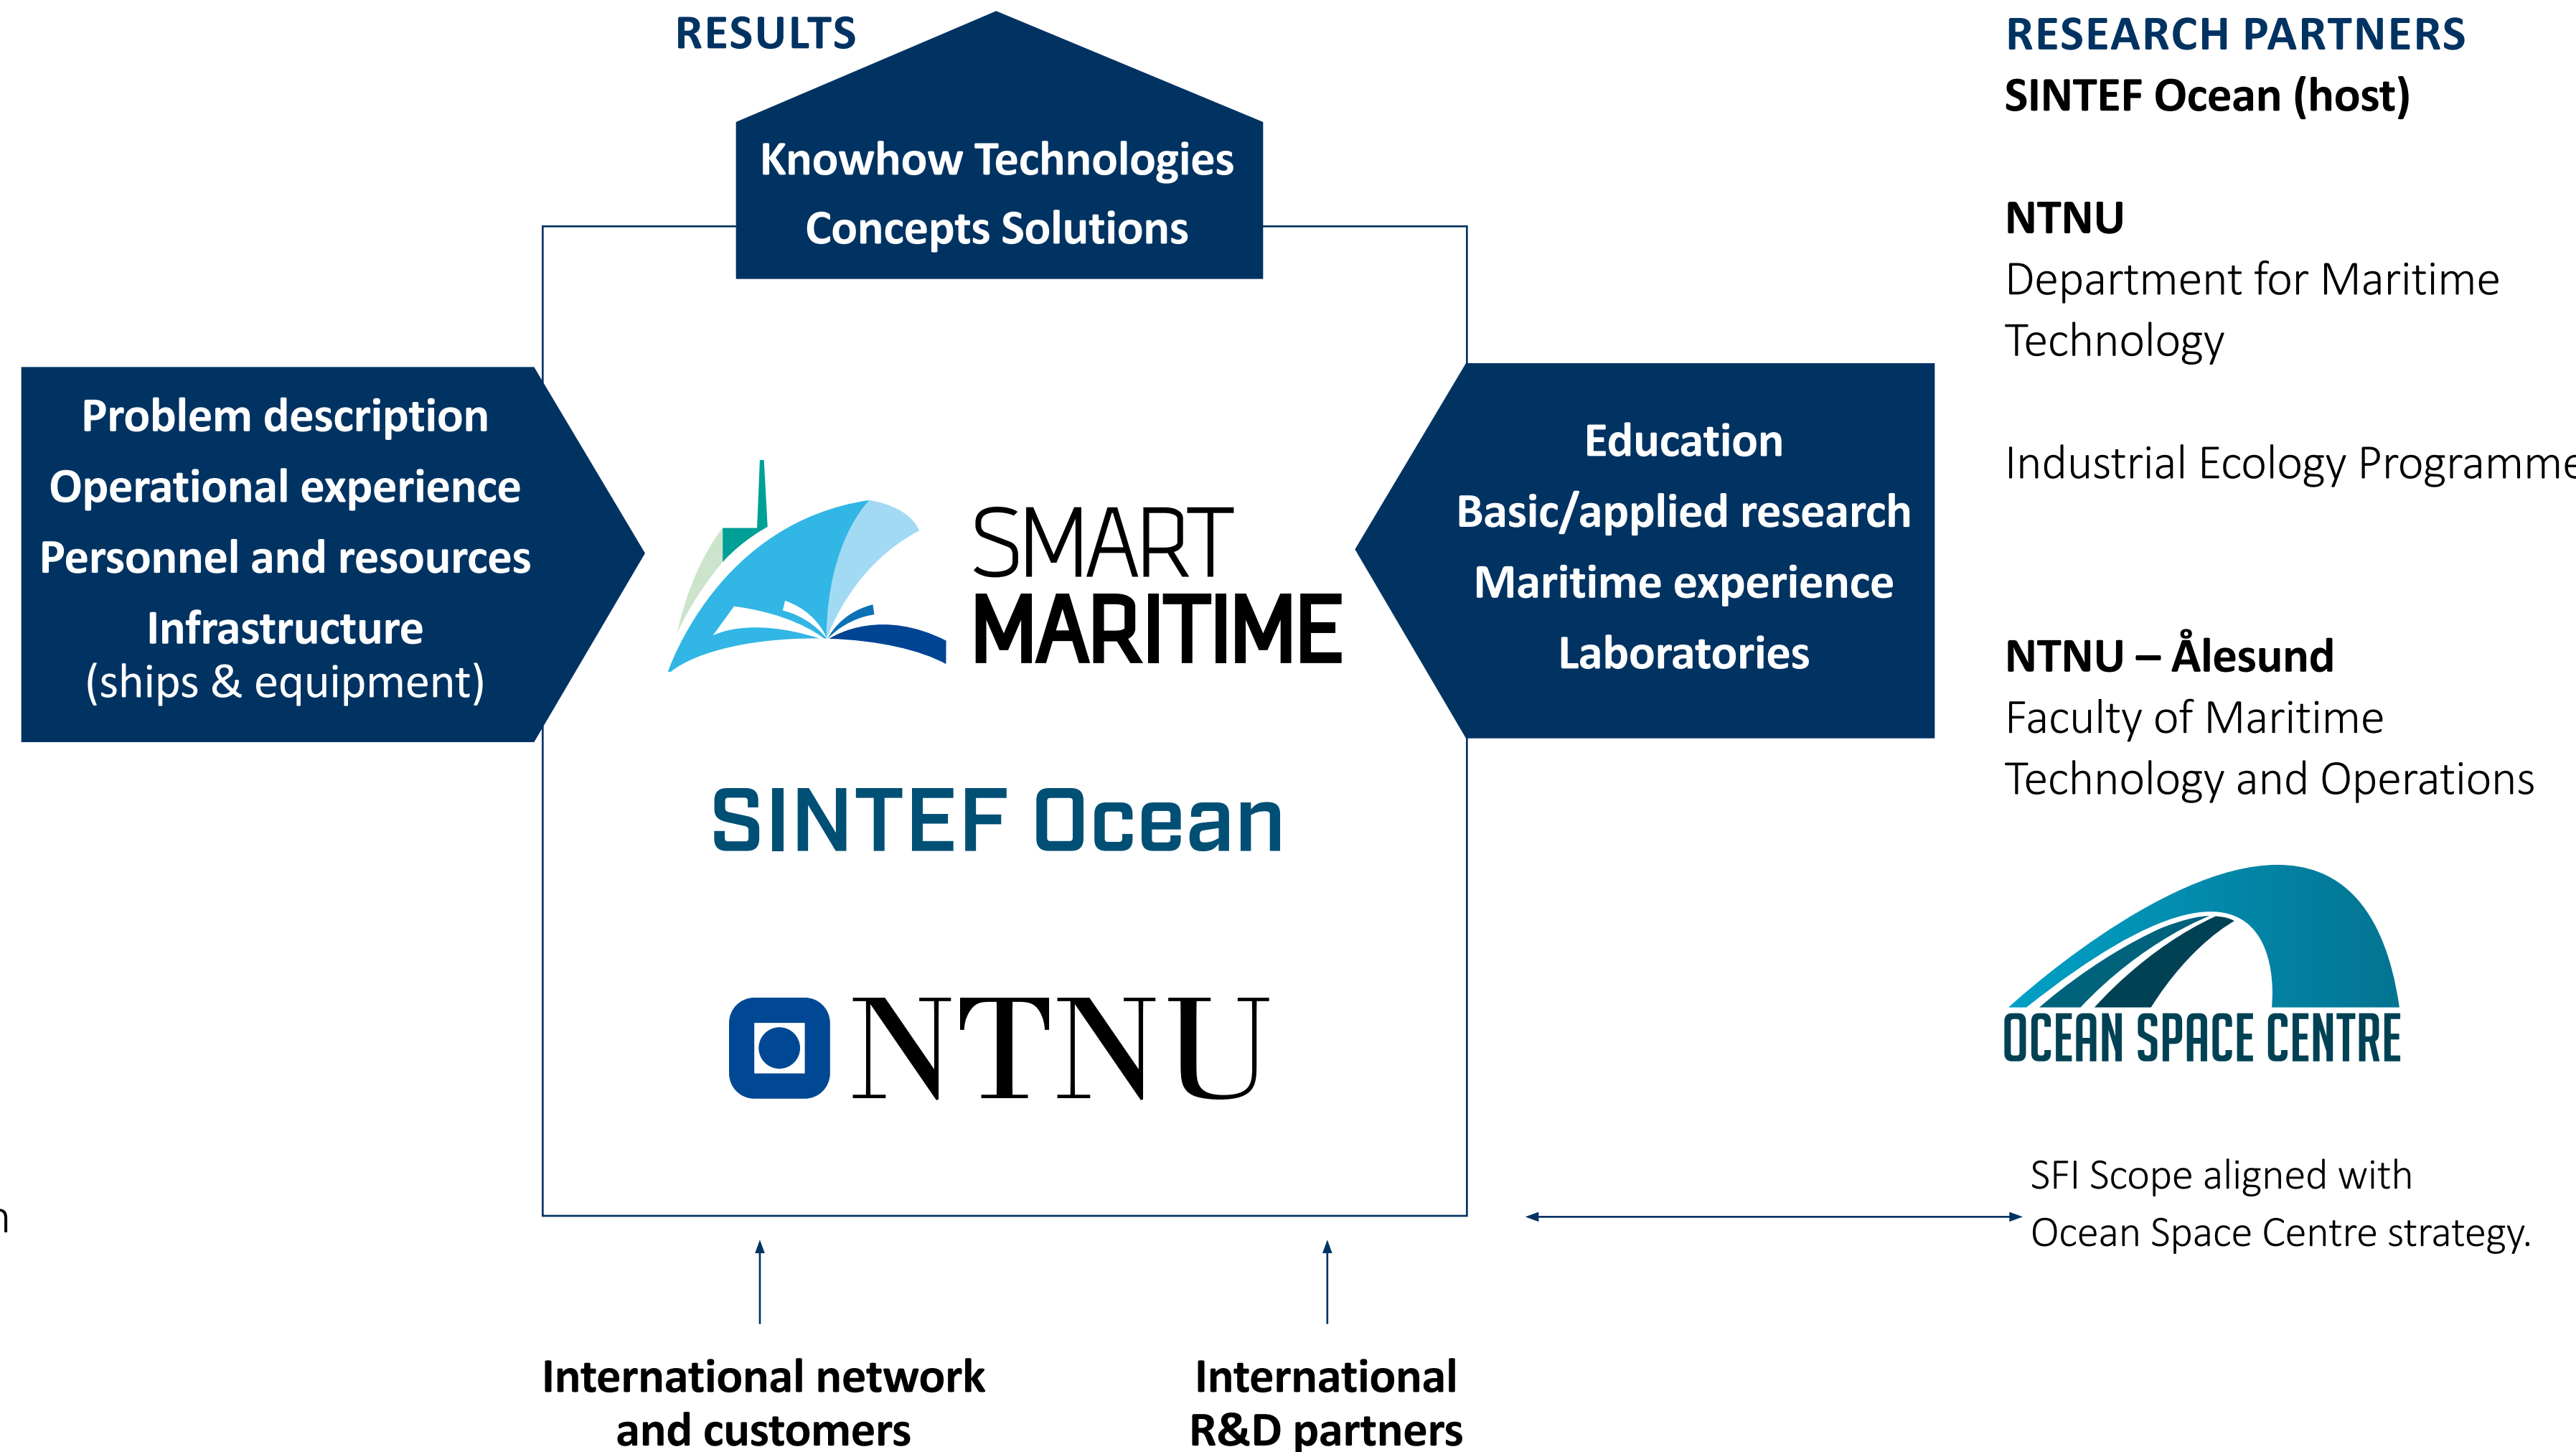 RESULTS
Knowhow Technologies
Concepts Solutions
Problem description
Operational experience
Personnel and resources
Infrastructure
(ships & equipment)
SMART
MARITIME
SINTEF Ocean
NTNU
Education
Basic/applied research
Maritime experience
Laboratories
International network
and customers
International
R&D partners
RESEARCH PARTNERS
SINTEF Ocean (host)
NTNU
Department for Maritime
Technology
Industrial Ecology Programme
NTNU – Ålesund
Faculty of Maritime
Technology and Operations
OCEAN SPACE CENTRE
SFI Scope aligned with
Ocean Space Centre strategy.